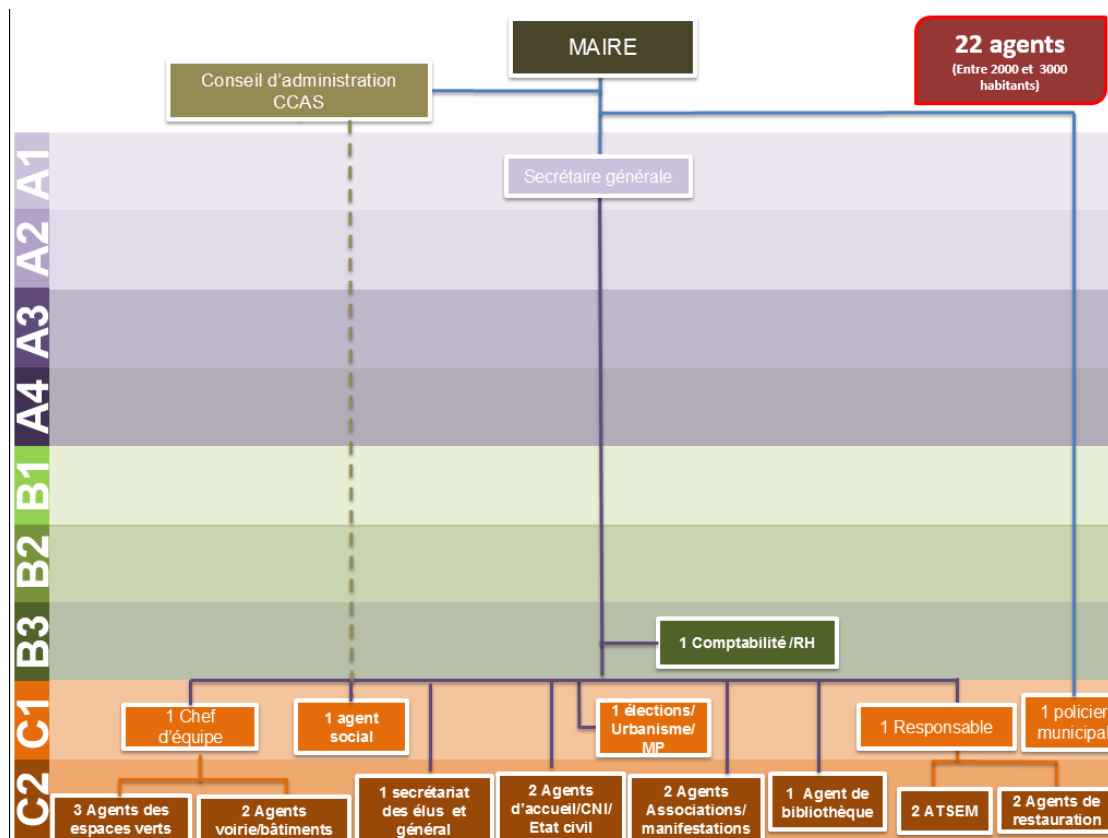 MAIRE
22 agents
(Entre 2000 et 3000
habitants)
Conseil d'administration
CCAS
A1
Secrétaire générale
A2
A3
A4
B1
B2
B3
1 Comptabilité /RH
C1
1 Chef
d'équipe
1 agent
social
1 élections/
Urbanisme/
MP
1 Responsable
1 policier
municipal
C2
3 Agents des
espaces verts
2 Agents
voirie/bâtiments
1 secrétariat
des élus et
général
2 Agents
d'accueil/CNI/
Etat civil
2 Agents
Associations/
manifestations
1 Agent de
bibliothèque
2 ATSEM
2 Agents de
restauration